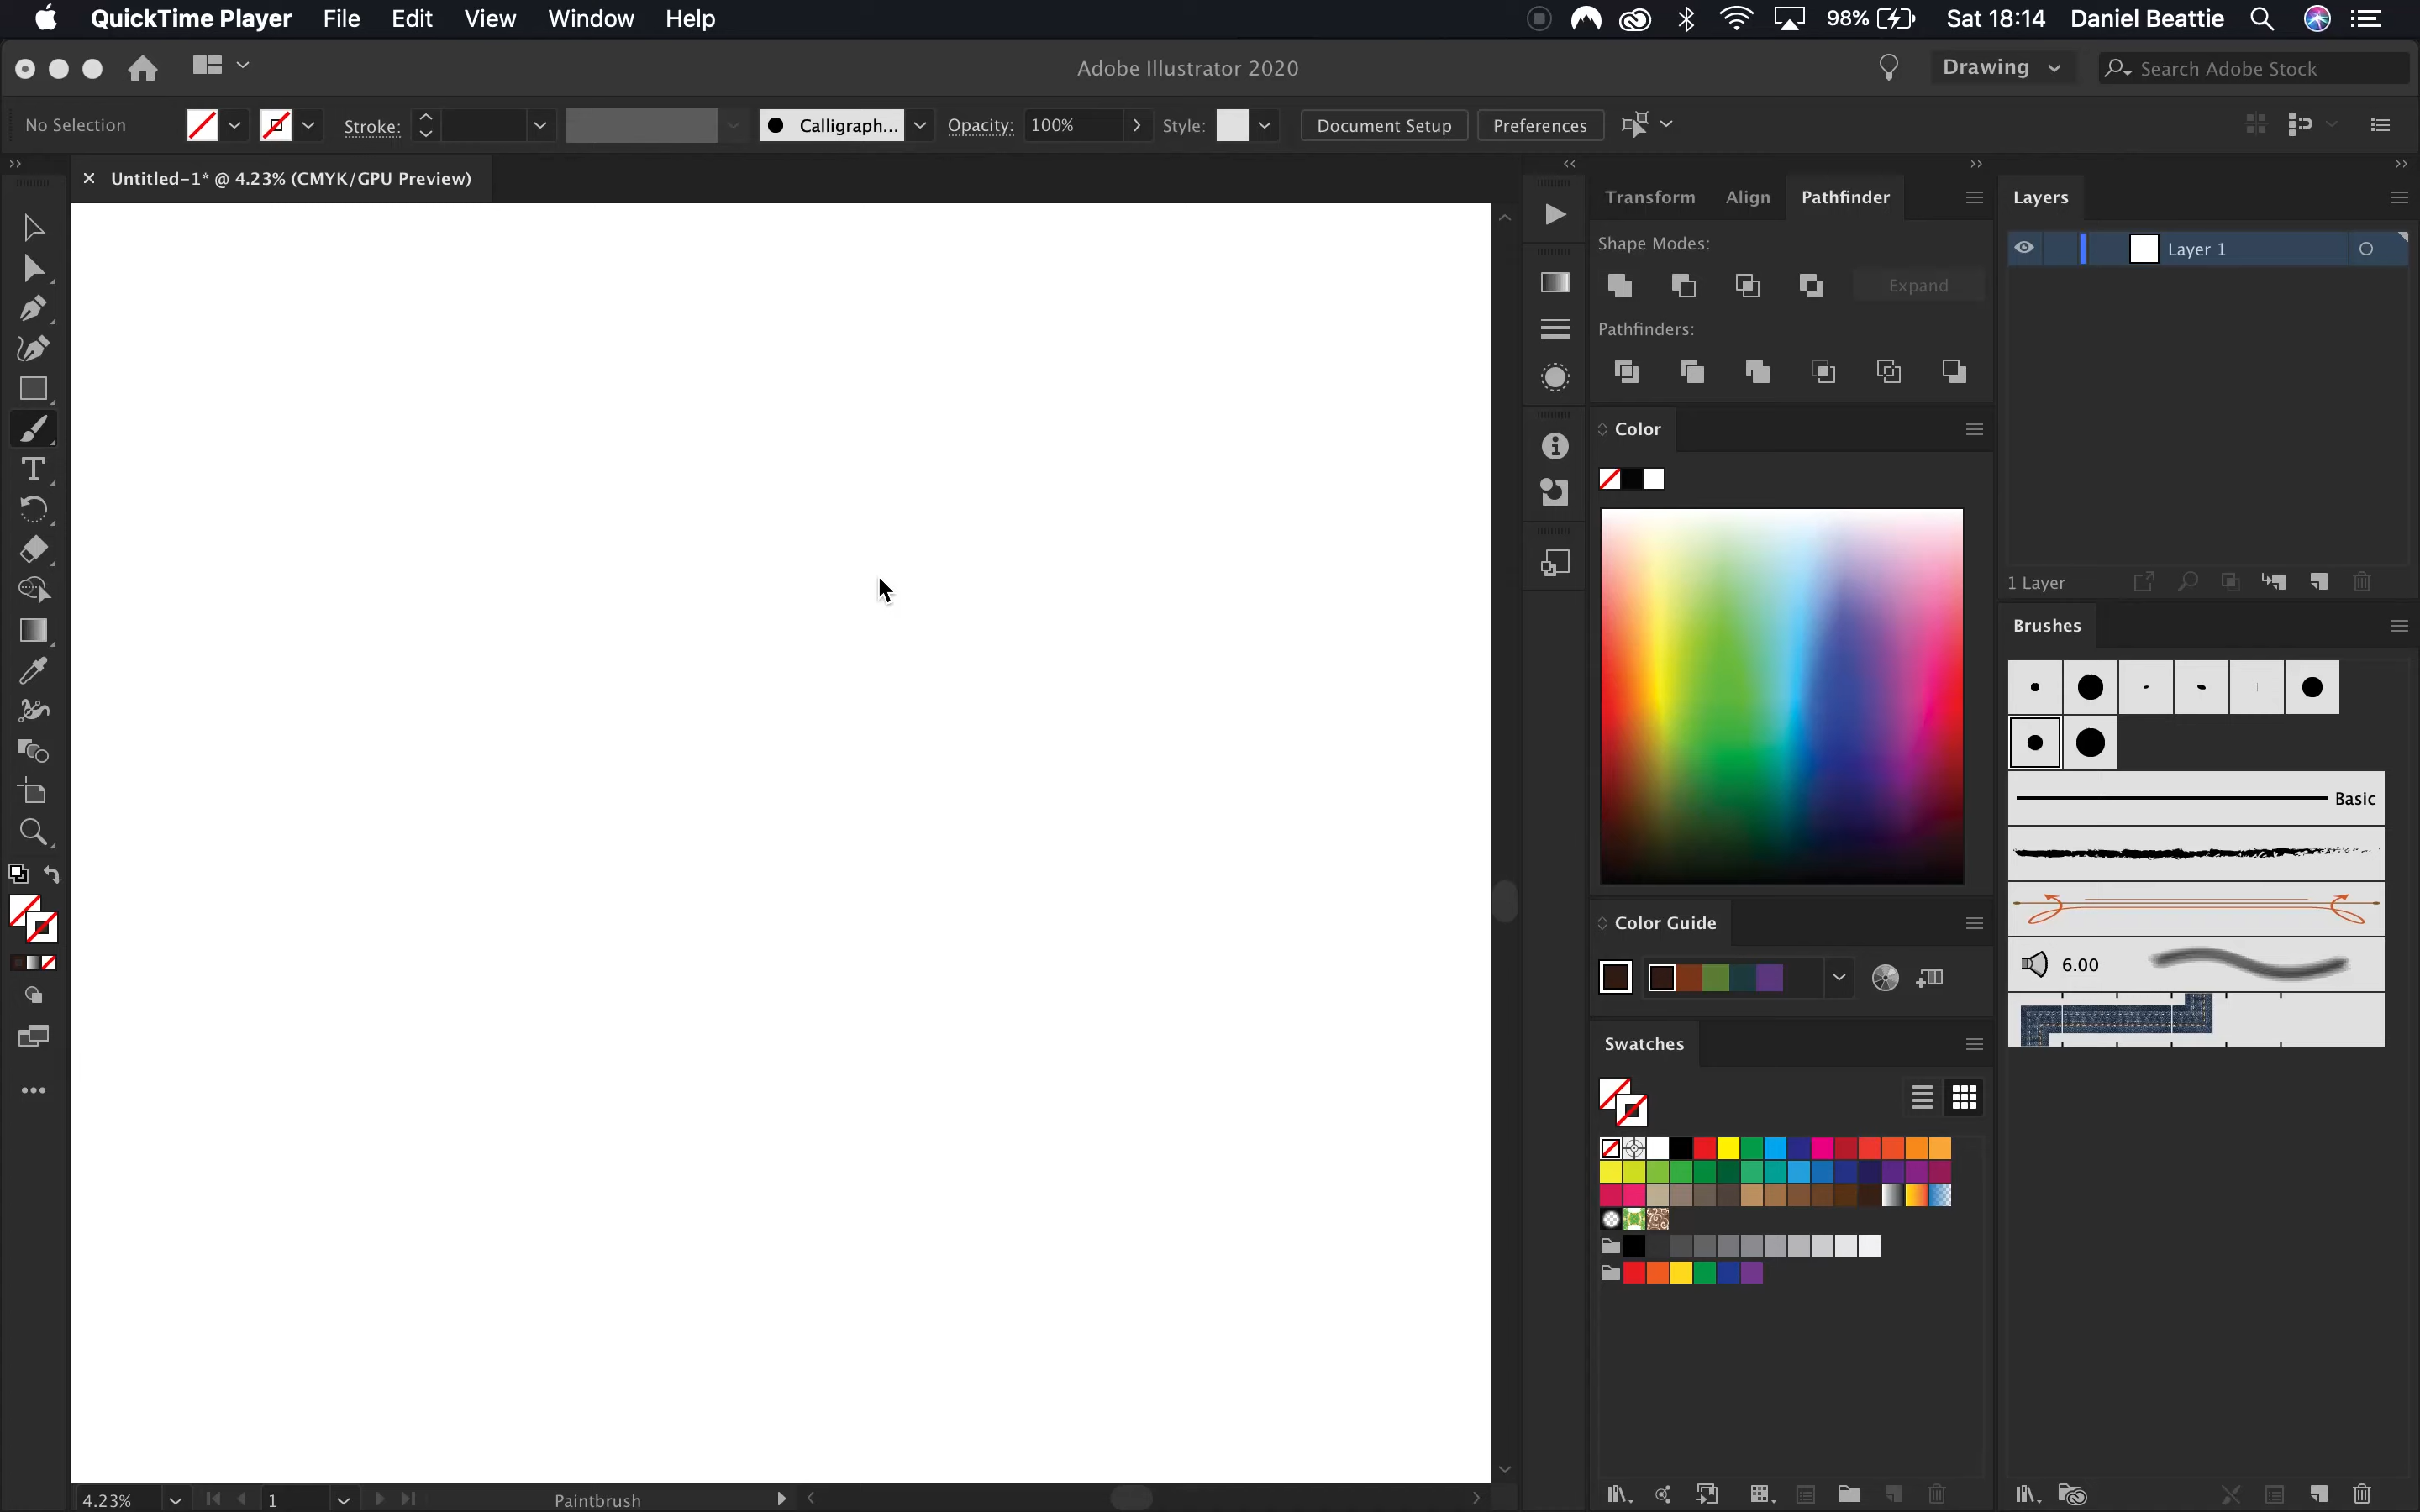 QuickTime Player File Edit View Window Help 98% Sat 18:14 Daniel Beattie
Adobe Illustrator 2020 Drawing Search Adobe Stock
No Selection Stroke: Calligraph... Opacity: 100% Style: Document Setup Preferences
Untitled-1* @ 4.23% (CMYK/GPU Preview)
Transform Align Pathfinder
Shape Modes:
Expand
Pathfinders:
Color
Color Guide
Swatches
Layers
Layer 1
1 Layer
Brushes
Basic
6.00
4.23% 1 Paintbrush